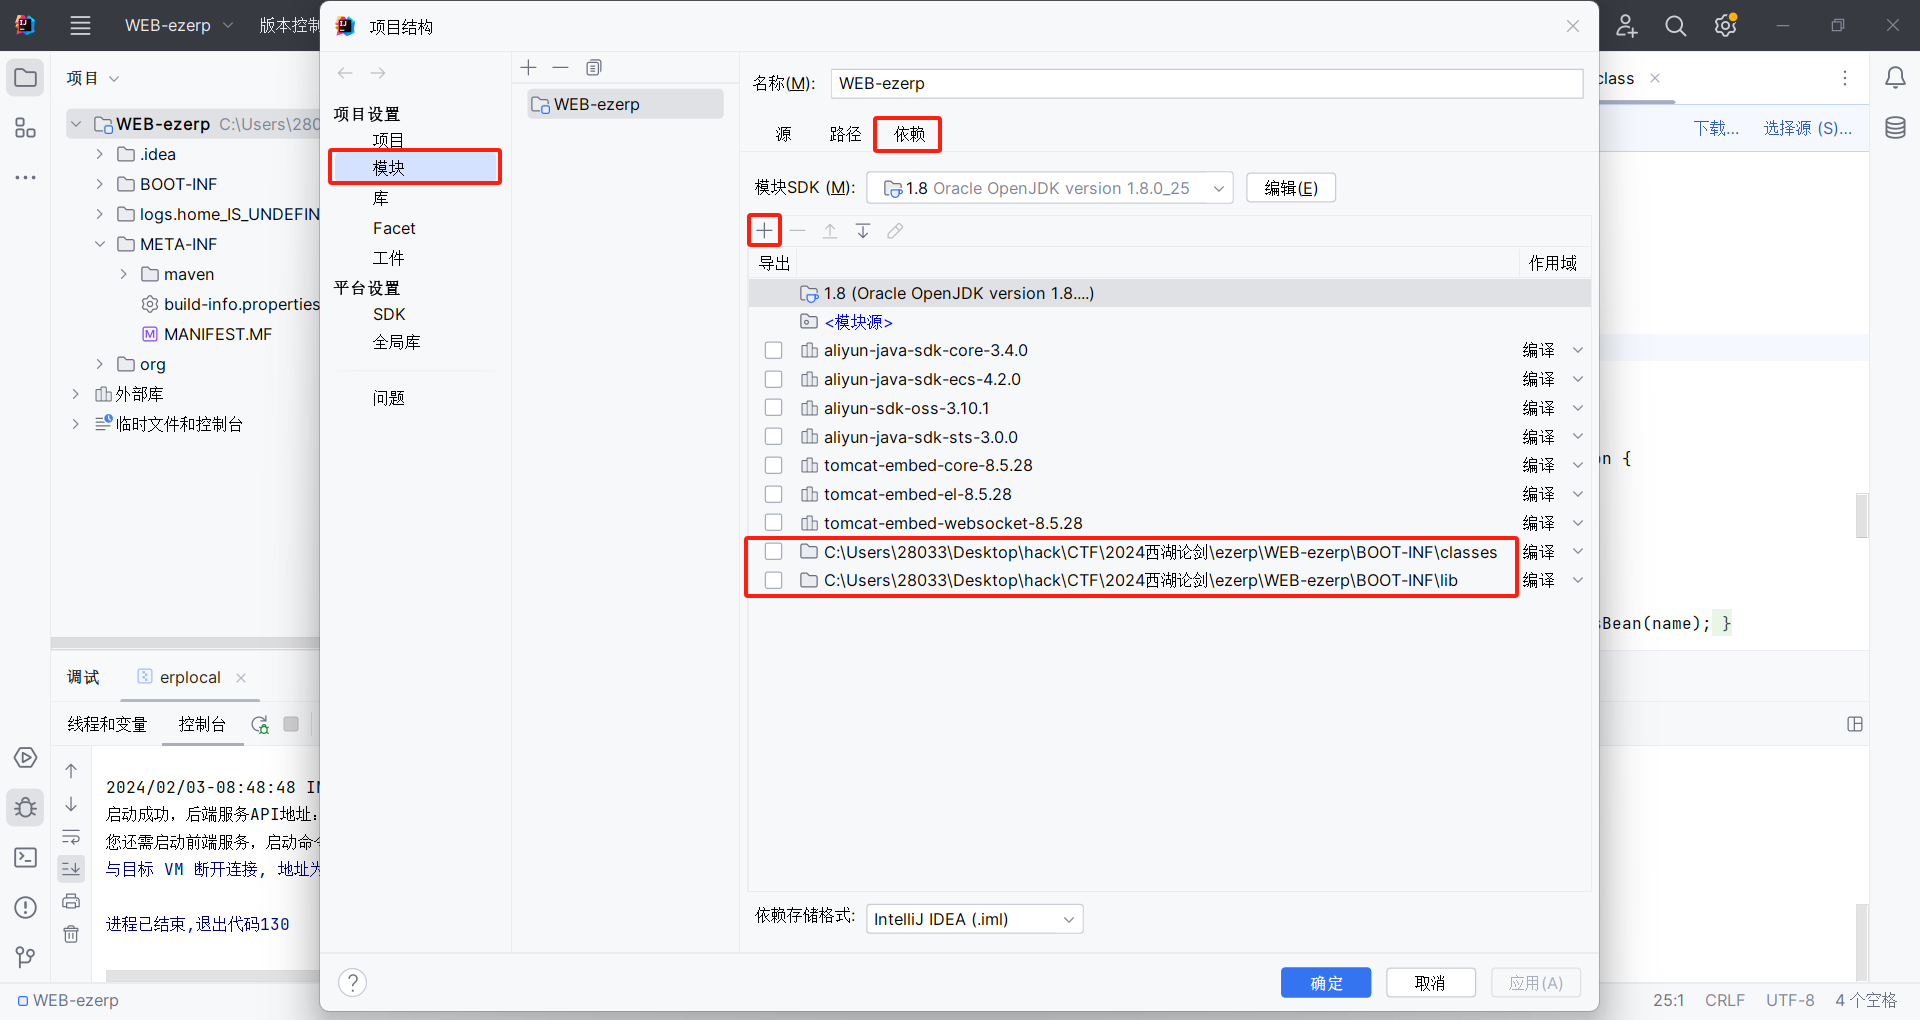 WEB-ezerp
版本控制
项目
WEB-ezerp C:\Users\280
.idea
BOOT-INF
logs.home_IS_UNDEFIN
META-INF
maven
build-info.properties
MANIFEST.MF
org
外部库
临时文件和控制台
项目结构
项目设置
项目
模块
库
Facet
工件
平台设置
SDK
全局库
问题
WEB-ezerp
名称(M): WEB-ezerp
源 路径 依赖
模块SDK (M): 1.8 Oracle OpenJDK version 1.8.0_25 编辑(E)
导出 作用域
1.8 (Oracle OpenJDK version 1.8....)
<模块源>
aliyun-java-sdk-core-3.4.0 编译
aliyun-java-sdk-ecs-4.2.0 编译
aliyun-sdk-oss-3.10.1 编译
aliyun-java-sdk-sts-3.0.0 编译
tomcat-embed-core-8.5.28 编译
tomcat-embed-el-8.5.28 编译
tomcat-embed-websocket-8.5.28 编译
C:\Users\28033\Desktop\hack\CTF\2024西湖论剑\ezerp\WEB-ezerp\BOOT-INF\classes 编译
C:\Users\28033\Desktop\hack\CTF\2024西湖论剑\ezerp\WEB-ezerp\BOOT-INF\lib 编译
依赖存储格式: IntelliJ IDEA (.iml)
? 确定 取消 应用(A)
class
下载... 选择源 (S)...
n {
sBean(name); }
调试 erplocal
线程和变量 控制台
2024/02/03-08:48:48 IN
启动成功，后端服务API地址:
您还需启动前端服务，启动命令
与目标 VM 断开连接, 地址为
进程已结束,退出代码130
WEB-ezerp
25:1 CRLF UTF-8 4 个空格